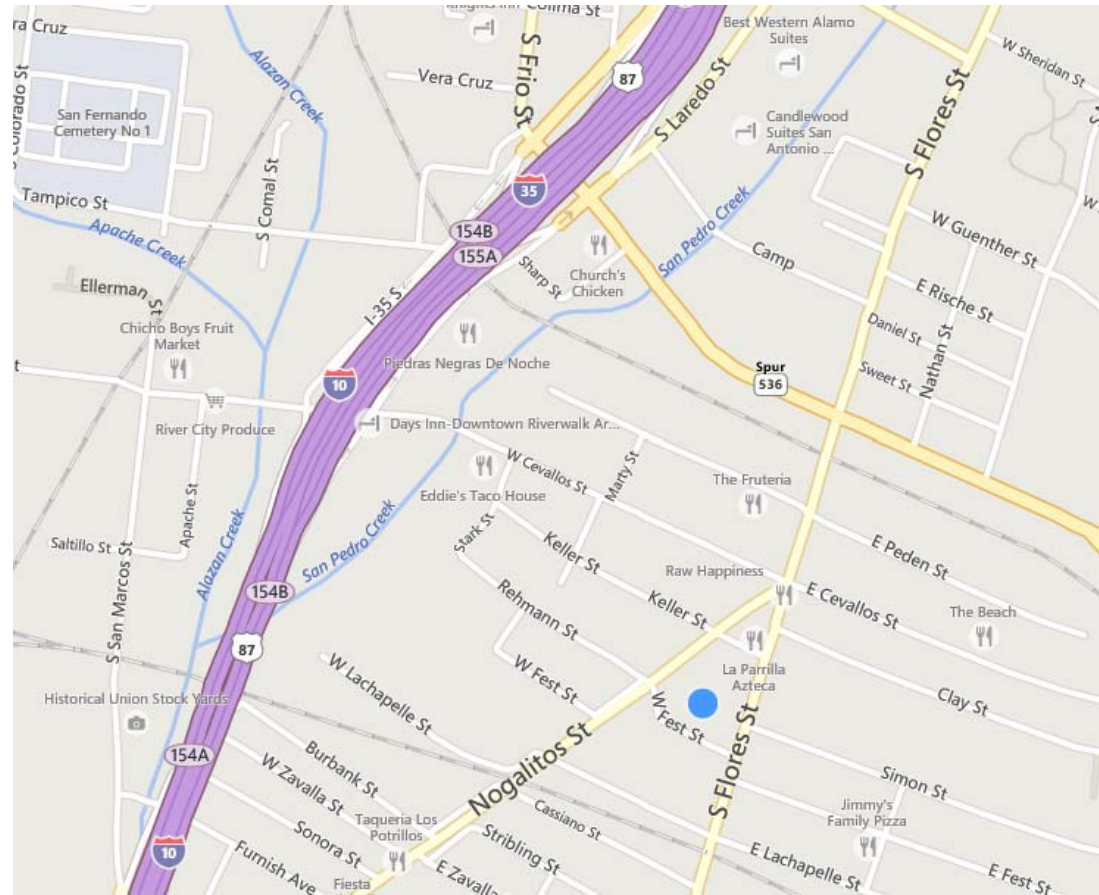 Knights Inn
Colima St
ra Cruz
S Colorado St
San Fernando
Cemetery No 1
Alazan Creek
Vera Cruz
S Frio St
87
S Laredo St
Best Western Alamo
Suites
W Sheridan St
Candlewood
Suites San
Antonio ...
S Flores St
S Comal St
35
Tampico St
Apache Creek
154B
155A
San Pedro Creek
W Guenther St
Camp
Church's
Chicken
Sharp St
E Rische St
Ellerman St
I-35 S
Chicho Boys Fruit
Market
Daniel St
Nathan St
Piedras Negras De Noche
Spur
536
Sweet St
10
River City Produce
Days Inn-Downtown Riverwalk Ar...
W Cevallos St
Marty St
Eddie's Taco House
The Fruteria
Apache St
Stark St
Saltillo St
Alazan Creek
San Pedro Creek
Keller St
E Peden St
Raw Happiness
154B
S San Marcos St
Rehmann St
Keller St
E Cevallos St
The Beach
87
La Parrilla
Azteca
W Lachapelle St
W Fest St
W Fest St
Clay St
Historical Union Stock Yards
154A
Burbank St
Nogalitos St
S Flores St
Simon St
W Zavalla St
Cassiano St
Jimmy's
Family Pizza
Taqueria Los
Potrillos
Sonora St
Stribling St
E Lachapelle St
10
Furnish Ave
Fiesta
E Zavalla
E Fest St